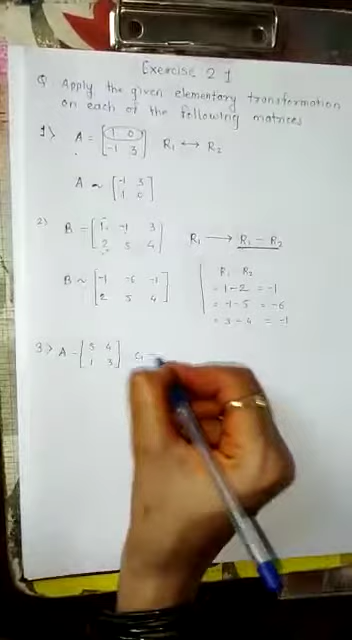 Exercise 2 1
Q Apply the given elementary transformation
on each of the following matrices
1> A = [1 0
-1 3] R₁ ↔ R₂
A ~ [-1 3
1 0]
2) B = [1 -1 3
2 5 4] R₁ → R₁ - R₂
B ~ [-1 -6 -1
2 5 4]
R₁ R₂
= 1 - 2 = -1
= -1 - 5 = -6
= 3 - 4 = -1
3> A = [5 4
1 3] C₁